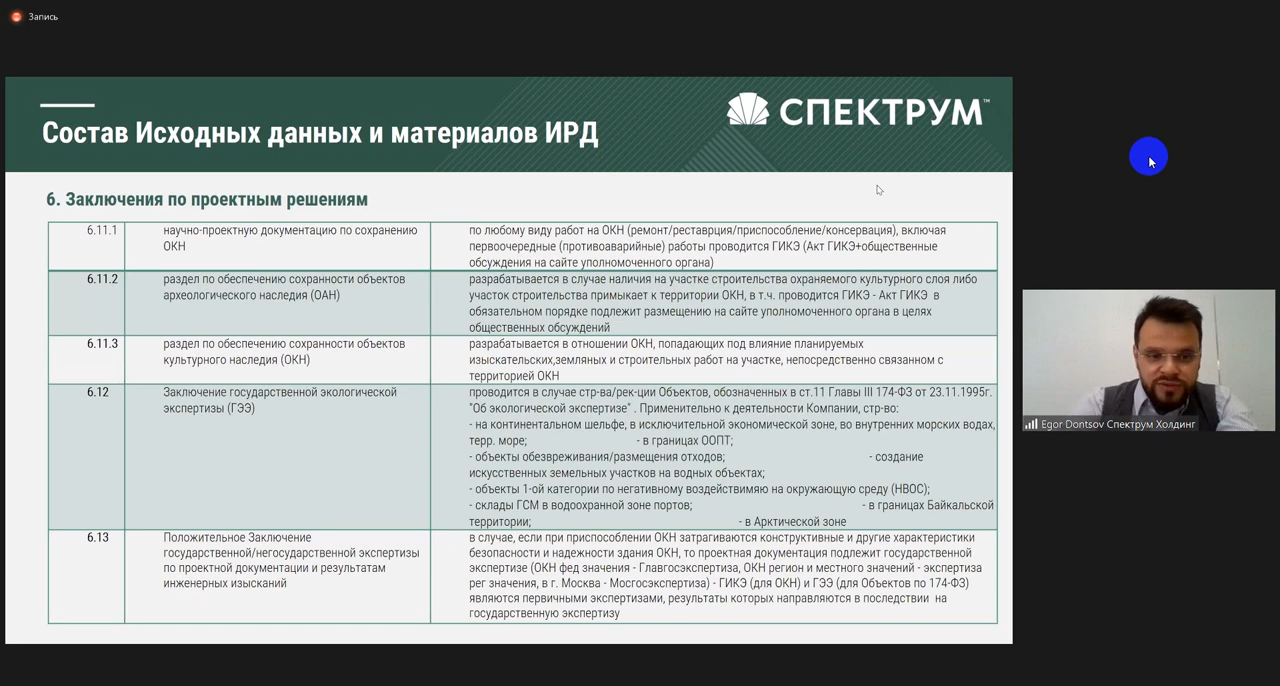 Запись
СПЕКТРУМ™
Состав Исходных данных и материалов ИРД
6. Заключения по проектным решениям
6.11.1
научно-проектную документацию по сохранению
ОКН
по любому виду работ на ОКН (ремонт/реставрция/приспособление/консервация), включая
первоочередные (противоаварийные) работы проводится ГИКЭ (Акт ГИКЭ+общественные
обсуждения на сайте уполномоченного органа)
6.11.2
раздел по обеспечению сохранности объектов
археологического наследия (ОАН)
разрабатывается в случае наличия на участке строительства охраняемого культурного слоя либо
участок строительства примыкает к территории ОКН, в т.ч. проводится ГИКЭ - Акт ГИКЭ в
обязательном порядке подлежит размещению на сайте уполномоченного органа в целях
общественных обсуждений
6.11.3
раздел по обеспечению сохранности объектов
культурного наследия (ОКН)
разрабатывается в отношении ОКН, попадающих под влияние планируемых
изыскательских,земляных и строительных работ на участке, непосредственно связанном с
территорией ОКН
6.12
Заключение государственной экологической
экспертизы (ГЭЭ)
проводится в случае стр-ва/рек-ции Объектов, обозначенных в ст.11 Главы III 174-ФЗ от 23.11.1995г.
"Об экологической экспертизе" . Применительно к деятельности Компании, стр-во:
- на континентальном шельфе, в исключительной экономической зоне, во внутренних морских водах,
терр. море; - в границах ООПТ;
- объекты обезвреживания/размещения отходов; - создание
искусственных земельных участков на водных объектах;
- объекты 1-ой категории по негативному воздействимяю на окружающую среду (НВОС);
- склады ГСМ в водоохранной зоне портов; - в границах Байкальской
территории; - в Арктической зоне
6.13
Положительное Заключение
государственной/негосударственной экспертизы
по проектной документации и результатам
инженерных изысканий
в случае, если при приспособлении ОКН затрагиваются конструктивные и другие характеристики
безопасности и надежности здания ОКН, то проектная документация подлежит государственной
экспертизе (ОКН фед значения - Главгосэкспертиза, ОКН регион и местного значений - экспертиза
рег значения, в г. Москва - Мосгосэкспертиза) - ГИКЭ (для ОКН) и ГЭЭ (для Объектов по 174-ФЗ)
являются первичными экспертизами, результаты которых направляются в последствии на
государственную экспертизу
Egor Dontsov Спектрум Холдинг